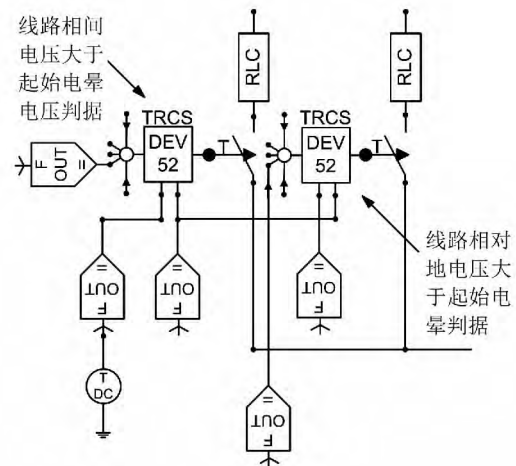 线路相间
电压大于
起始电晕
电压判据
RLC
RLC
TRCS
TRCS
F
OUT
=
DEV
52
T
DEV
52
T
线路相对
地电压大
于起始电
晕判据
F
OUT
=
F
OUT
=
F
OUT
=
T
DC
F
OUT
=